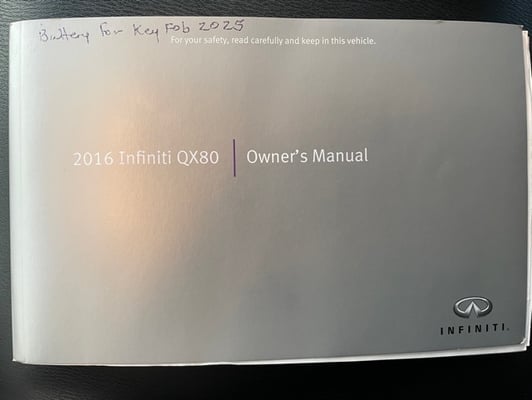 Battery For Key Fob 2025
For your safety, read carefully and keep in this vehicle.
2016 Infiniti QX80 Owner's Manual
INFINITI®